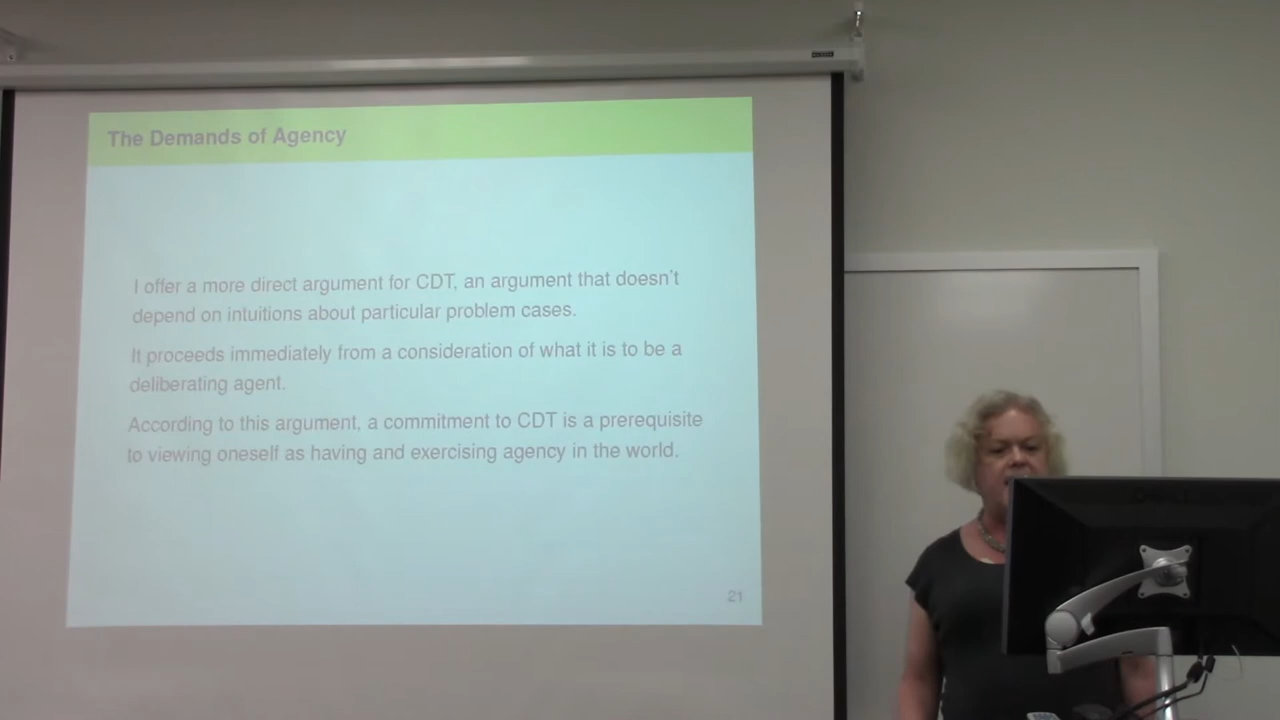 The Demands of Agency
I offer a more direct argument for CDT, an argument that doesn't
depend on intuitions about particular problem cases.
It proceeds immediately from a consideration of what it is to be a
deliberating agent.
According to this argument, a commitment to CDT is a prerequisite
to viewing oneself as having and exercising agency in the world.
21